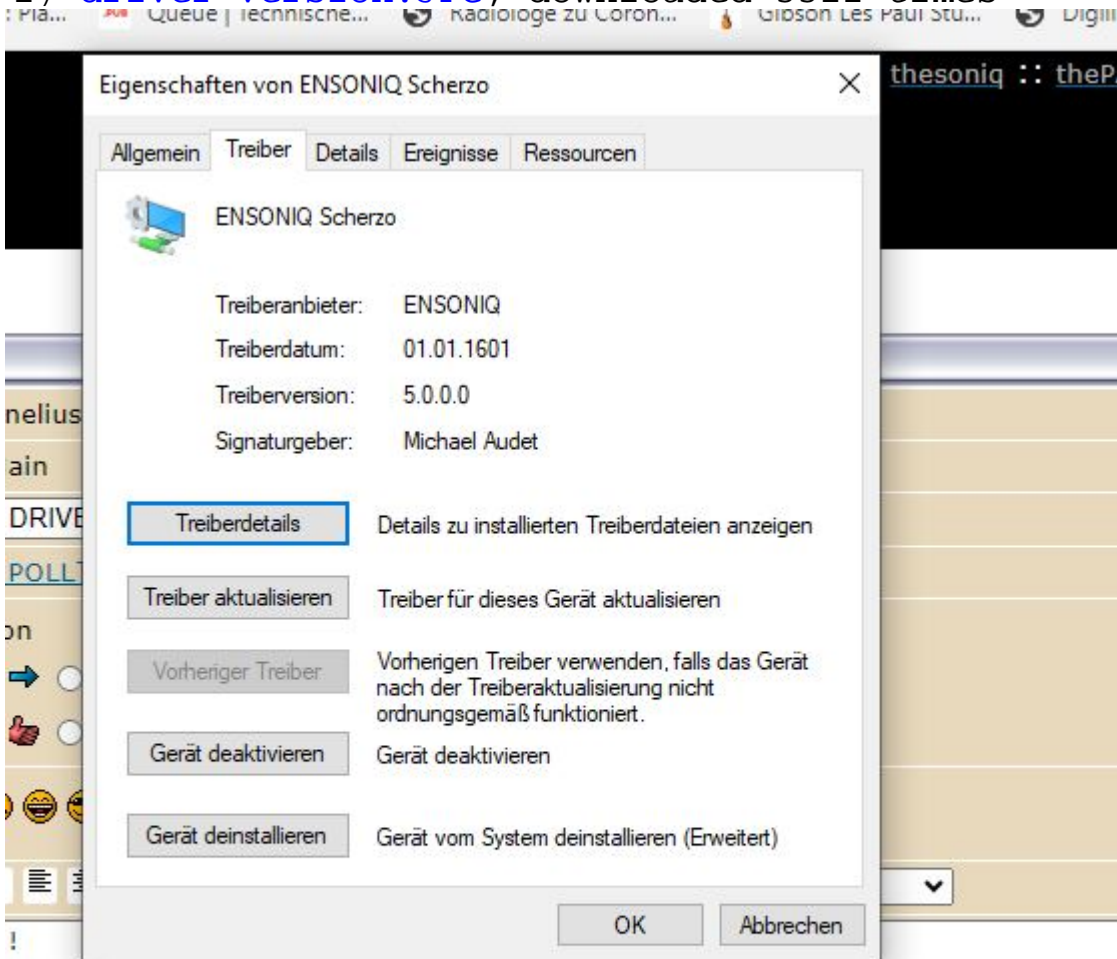 Queue | Technische...
Radiologe zu Coron...
Gibson Les Paul Stu...
thesoniq :: theP
Eigenschaften von ENSONIQ Scherzo
Allgemein Treiber Details Ereignisse Ressourcen
ENSONIQ Scherzo
Treiberanbieter: ENSONIQ
Treiberdatum: 01.01.1601
Treiberversion: 5.0.0.0
Signaturgeber: Michael Audet
nelius
ain
DRIVE
POLL
on
Treiberdetails Details zu installierten Treiberdateien anzeigen
Treiber aktualisieren Treiber für dieses Gerät aktualisieren
Vorheriger Treiber Vorherigen Treiber verwenden, falls das Gerät
nach der Treiberaktualisierung nicht
ordnungsgemäß funktioniert.
Gerät deaktivieren Gerät deaktivieren
Gerät deinstallieren Gerät vom System deinstallieren (Erweitert)
OK Abbrechen
!